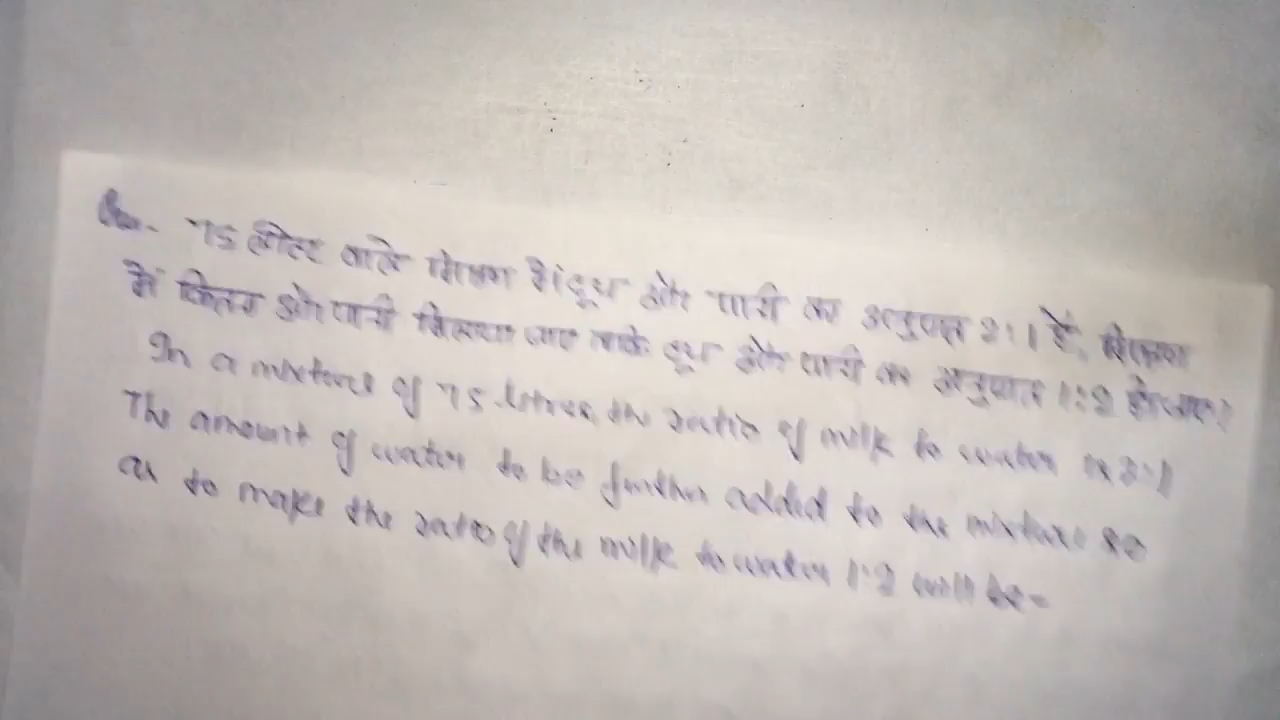 Que. 75 लीटर वाले मिश्रण में दूध और पानी का अनुपात 2:1 है, मिश्रण
में कितना और पानी मिलाया जाए ताकि दूध और पानी का अनुपात 1:2 हो जाए?
In a mixture of 75 litres, the ratio of milk to water is 2:1
The amount of water to be further added to the mixture so
as to make the ratio of the milk to water 1:2 will be-